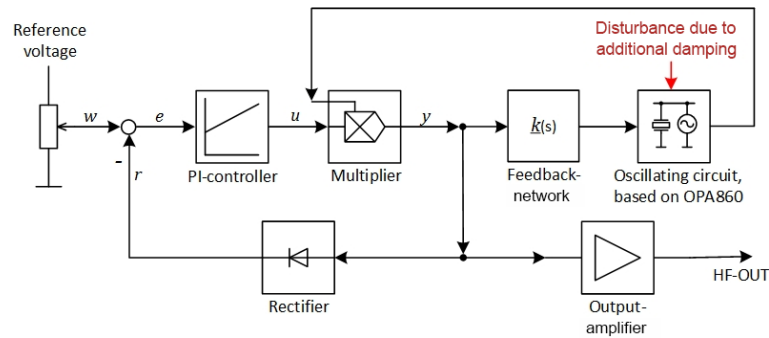 Reference
voltage
Disturbance due to
additional damping
w
e
u
y
k(s)
-
r
PI-controller
Multiplier
Feedback-
network
Oscillating circuit,
based on OPA860
Rectifier
Output-
amplifier
HF-OUT